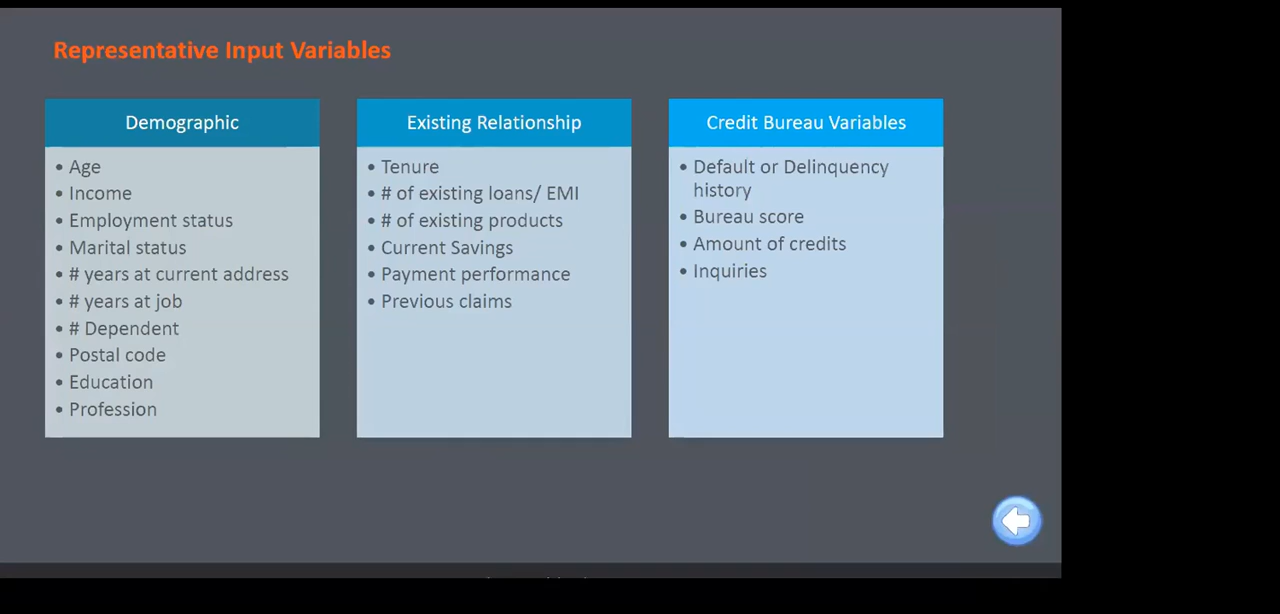 Representative Input Variables
Demographic
• Age
• Income
• Employment status
• Marital status
• # years at current address
• # years at job
• # Dependent
• Postal code
• Education
• Profession
Existing Relationship
• Tenure
• # of existing loans/ EMI
• # of existing products
• Current Savings
• Payment performance
• Previous claims
Credit Bureau Variables
• Default or Delinquency
history
• Bureau score
• Amount of credits
• Inquiries